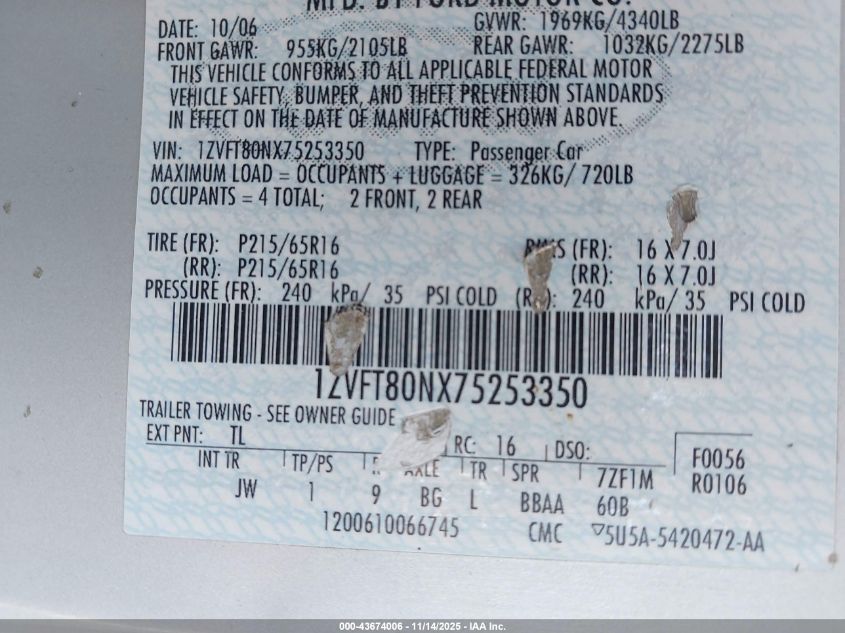 MFD. BY FORD MOTOR CO.
DATE: 10/06 GVWR: 1969KG/4340LB
FRONT GAWR: 955KG/2105LB REAR GAWR: 1032KG/2275LB
THIS VEHICLE CONFORMS TO ALL APPLICABLE FEDERAL MOTOR
VEHICLE SAFETY, BUMPER, AND THEFT PREVENTION STANDARDS
IN EFFECT ON THE DATE OF MANUFACTURE SHOWN ABOVE.
VIN: 1ZVFT80NX75253350 TYPE: Passenger Car
MAXIMUM LOAD = OCCUPANTS + LUGGAGE = 326KG/ 720LB
OCCUPANTS = 4 TOTAL; 2 FRONT, 2 REAR
TIRE (FR): P215/65R16 (FR): 16 X 7.0J
(RR): P215/65R16 (RR): 16 X 7.0J
PRESSURE (FR): 240 kPa/ 35 PSI COLD 240 kPa/ 35 PSI COLD
1ZVFT80NX75253350
TRAILER TOWING - SEE OWNER GUIDE
EXT PNT: TL RC: 16 DSO: F0056
INT TR TP/PS R AXLE TR SPR 7ZF1M R0106
JW 1 9 BG L BBAA 60B
1200610066745 CMC ▽5U5A-5420472-AA
000-43674006 - 11/14/2025 - IAA Inc.